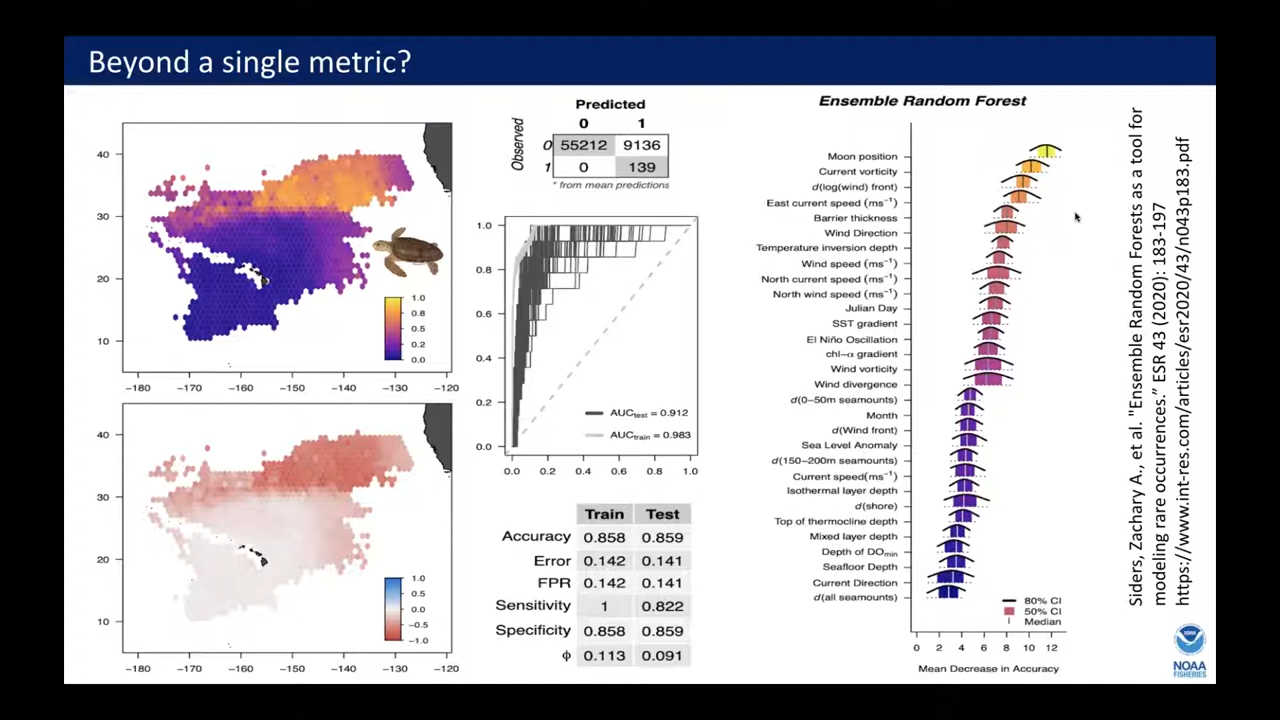 Beyond a single metric?
40
30
20
10
−180 −170 −160 −150 −140 −130 −120
1.0
0.8
0.5
0.2
0.0
40
30
20
10
−180 −170 −160 −150 −140 −130 −120
1.0
0.5
0.0
−0.5
−1.0
Predicted
0 1
Observed
0 55212 9136
1 0 139
* from mean predictions
1.0
0.8
0.6
0.4
0.2
0.0
0.0 0.2 0.4 0.6 0.8 1.0
AUCtest = 0.912
AUCtrain = 0.983
Train Test
Accuracy 0.858 0.859
Error 0.142 0.141
FPR 0.142 0.141
Sensitivity 1 0.822
Specificity 0.858 0.859
ϕ 0.113 0.091
Ensemble Random Forest
Moon position
Current vorticity
d(log(wind) front)
East current speed (ms⁻¹)
Barrier thickness
Wind Direction
Temperature inversion depth
Wind speed (ms⁻¹)
North current speed (ms⁻¹)
North wind speed (ms⁻¹)
Julian Day
SST gradient
El Niño Oscillation
chl−α gradient
Wind vorticity
Wind divergence
d(0−50m seamounts)
Month
d(Wind front)
Sea Level Anomaly
d(150−200m seamounts)
Current speed(ms⁻¹)
Isothermal layer depth
d(shore)
Top of thermocline depth
Mixed layer depth
Depth of DOmin
Seafloor Depth
Current Direction
d(all seamounts)
80% CI
50% CI
Median
0 2 4 6 8 10 12
Mean Decrease in Accuracy
Siders, Zachary A., et al. "Ensemble Random Forests as a tool for
modeling rare occurrences." ESR 43 (2020): 183-197
https://www.int-res.com/articles/esr2020/43/n043p183.pdf
NOAA
FISHERIES